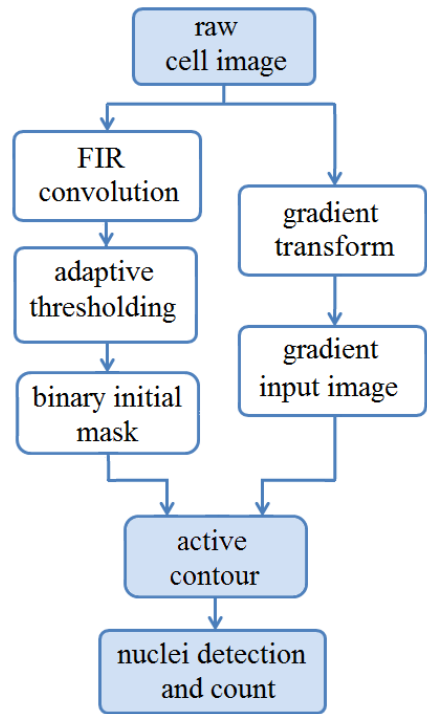 raw
cell image
FIR
convolution
adaptive
thresholding
binary initial
mask
gradient
transform
gradient
input image
active
contour
nuclei detection
and count